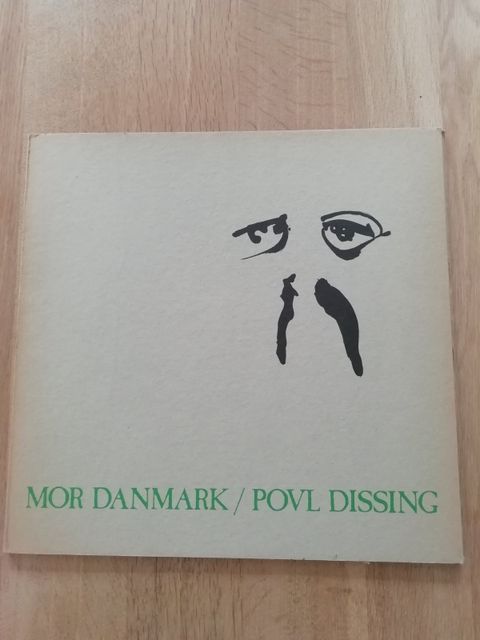 MOR DANMARK / POVL DISSING